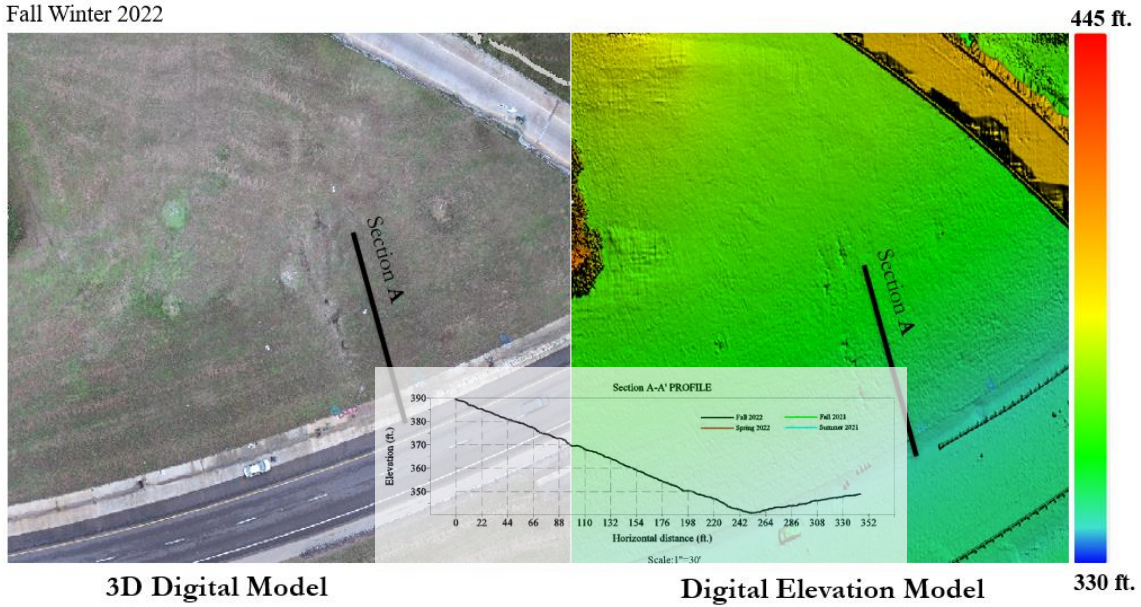 Fall Winter 2022
445 ft.
Section A
Section A
Section A-A' PROFILE
Fall 2022
Fall 2021
Spring 2022
Summer 2021
Elevation (ft.)
390
380
370
360
350
0 22 44 66 88 110 132 154 176 198 220 242 264 286 308 330 352
Horizontal distance (ft.)
Scale:1"=30'
3D Digital Model
Digital Elevation Model
330 ft.